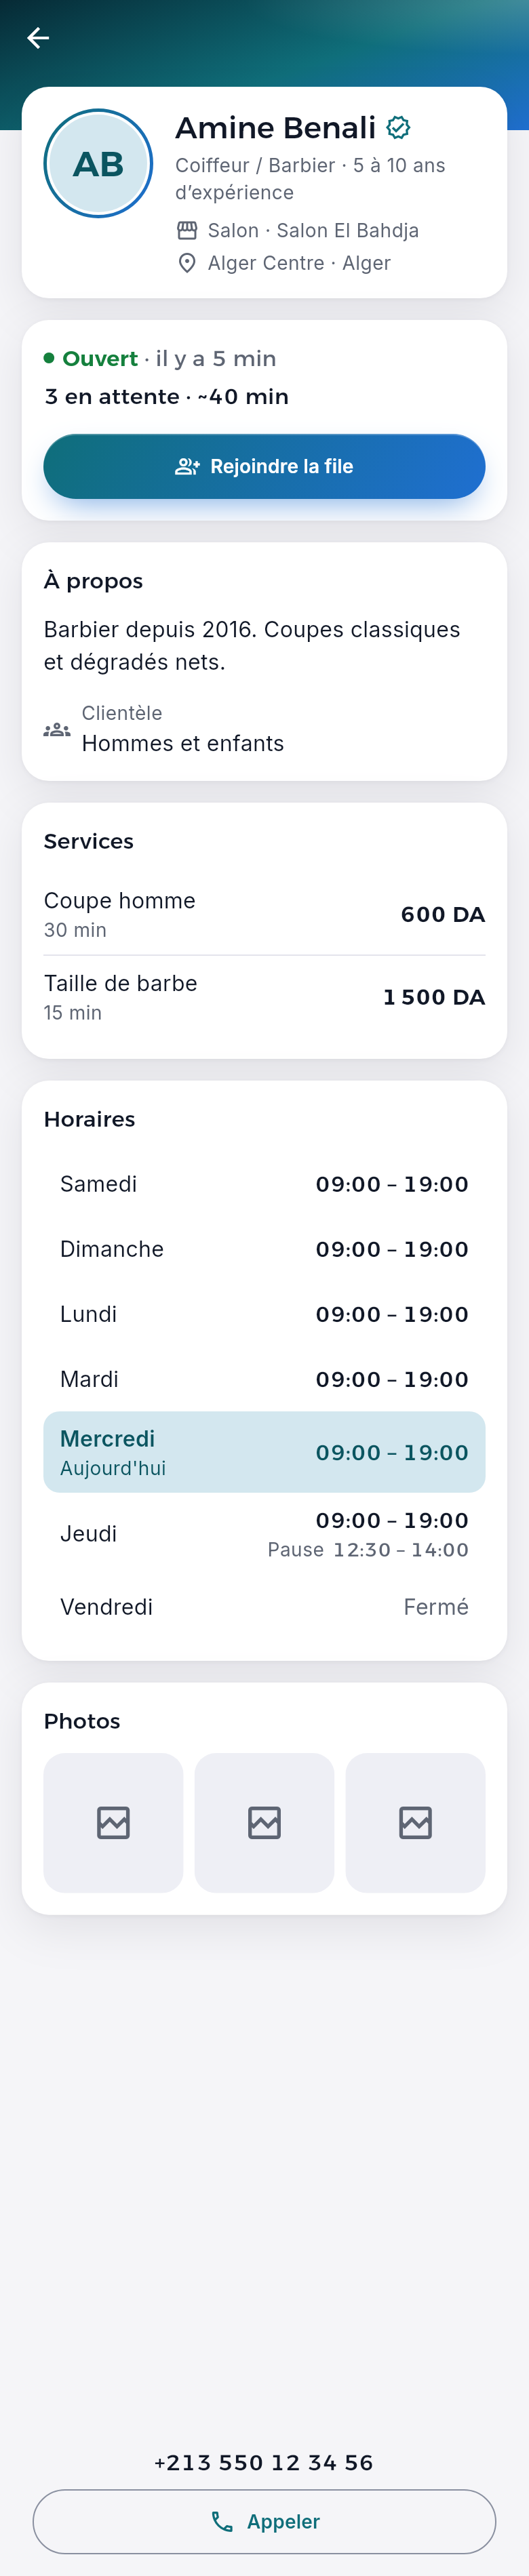 Amine Benali
AB
Coiffeur / Barbier · 5 à 10 ans
d’expérience
Salon · Salon El Bahdja
Alger Centre · Alger
Ouvert · il y a 5 min
3 en attente · ~40 min
Rejoindre la file
À propos
Barbier depuis 2016. Coupes classiques
et dégradés nets.
Clientèle
Hommes et enfants
Services
Coupe homme
30 min
600 DA
Taille de barbe
15 min
1 500 DA
Horaires
Samedi 09:00 – 19:00
Dimanche 09:00 – 19:00
Lundi 09:00 – 19:00
Mardi 09:00 – 19:00
Mercredi
Aujourd'hui
09:00 – 19:00
Jeudi
09:00 – 19:00
Pause 12:30 – 14:00
Vendredi Fermé
Photos
+213 550 12 34 56
Appeler